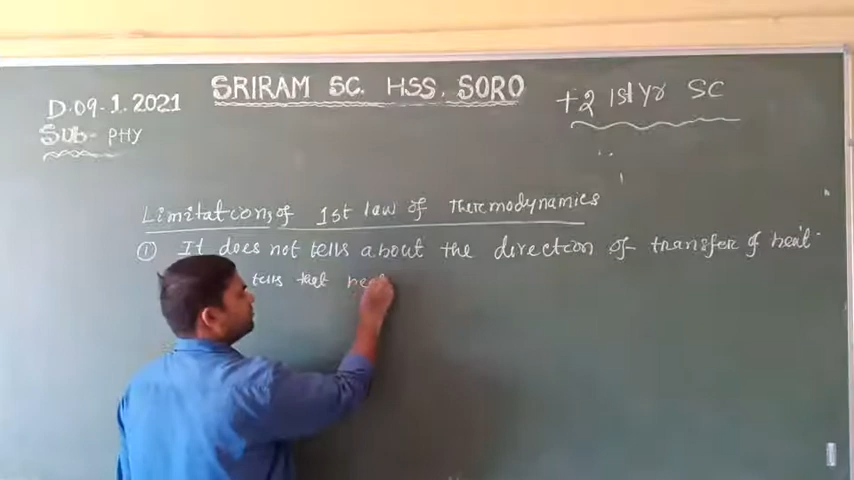 D.09.1.2021
SRIRAM SC. HSS. SORO
+2 1st Yr SC
Sub- PHY
Limitations of 1st law of Thermodynamics
① It does not tells about the direction of transfer of heat.
tells that